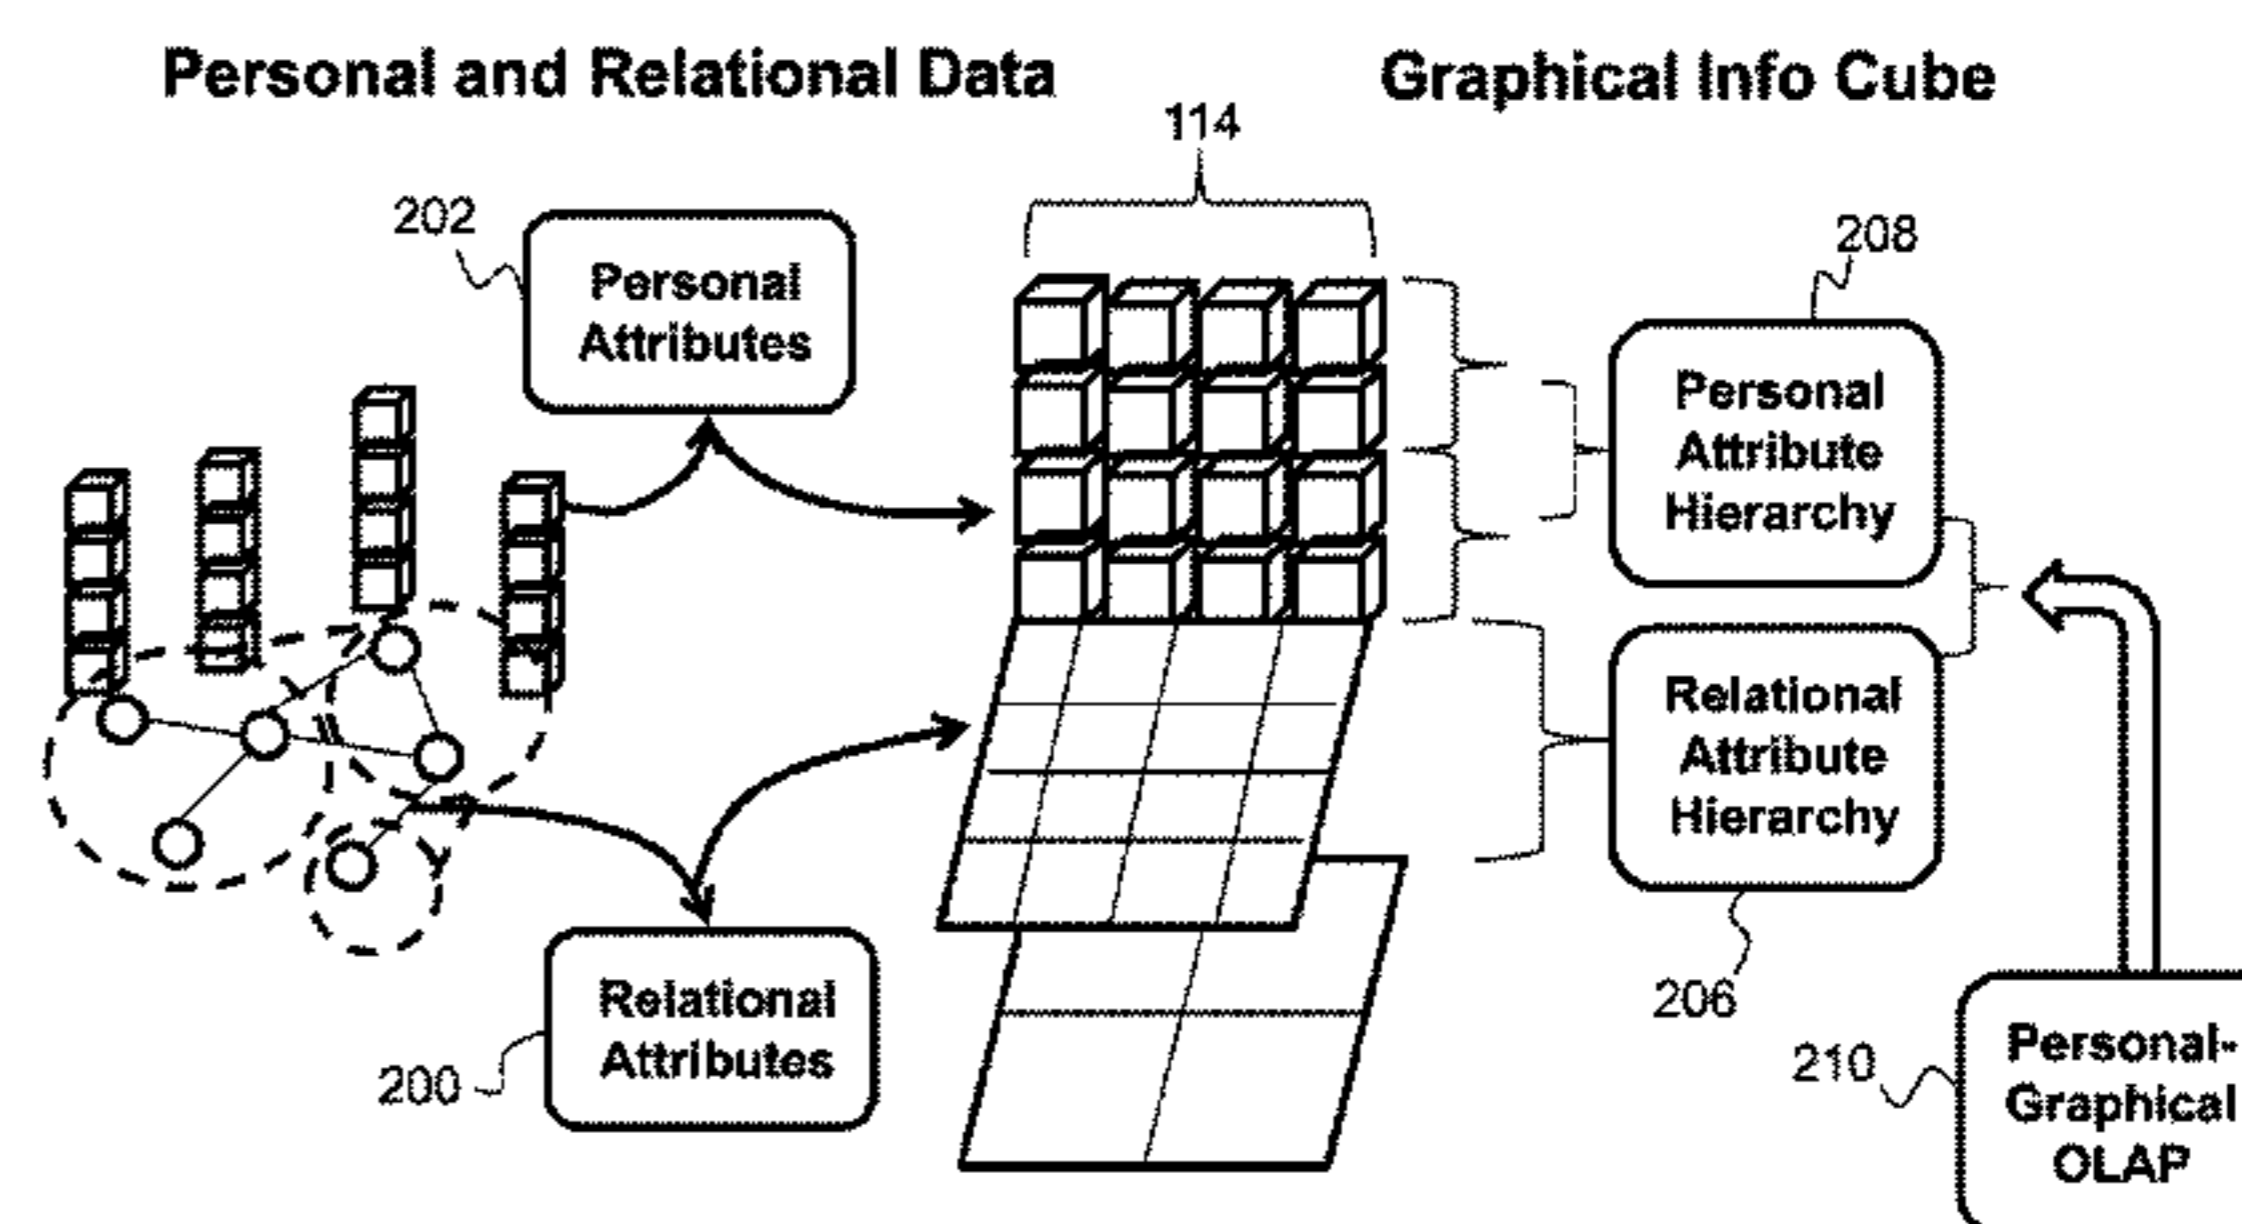 Personal and Relational Data
Graphical Info Cube
114
202
Personal
Attributes
208
Personal
Attribute
Hierarchy
Relational
Attribute
Hierarchy
206
Relational
Attributes
200
210
Personal-
Graphical
OLAP